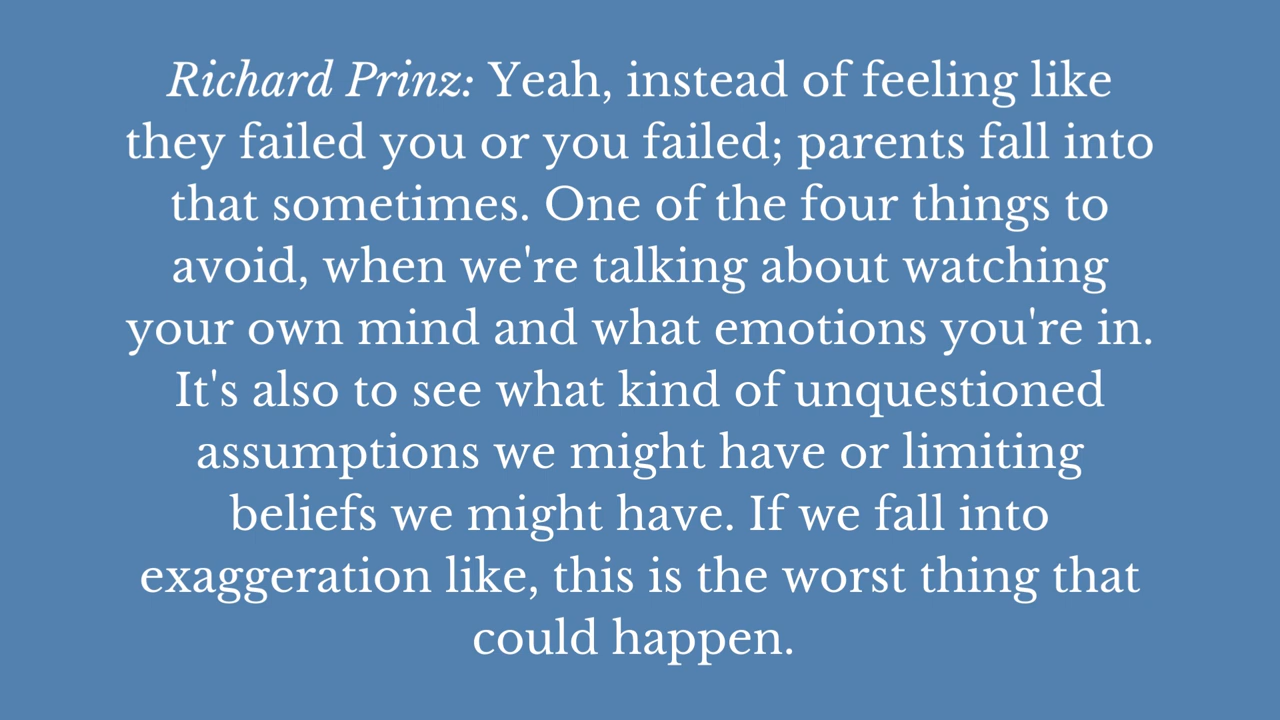 Richard Prinz: Yeah, instead of feeling like
they failed you or you failed; parents fall into
that sometimes. One of the four things to
avoid, when we're talking about watching
your own mind and what emotions you're in.
It's also to see what kind of unquestioned
assumptions we might have or limiting
beliefs we might have. If we fall into
exaggeration like, this is the worst thing that
could happen.